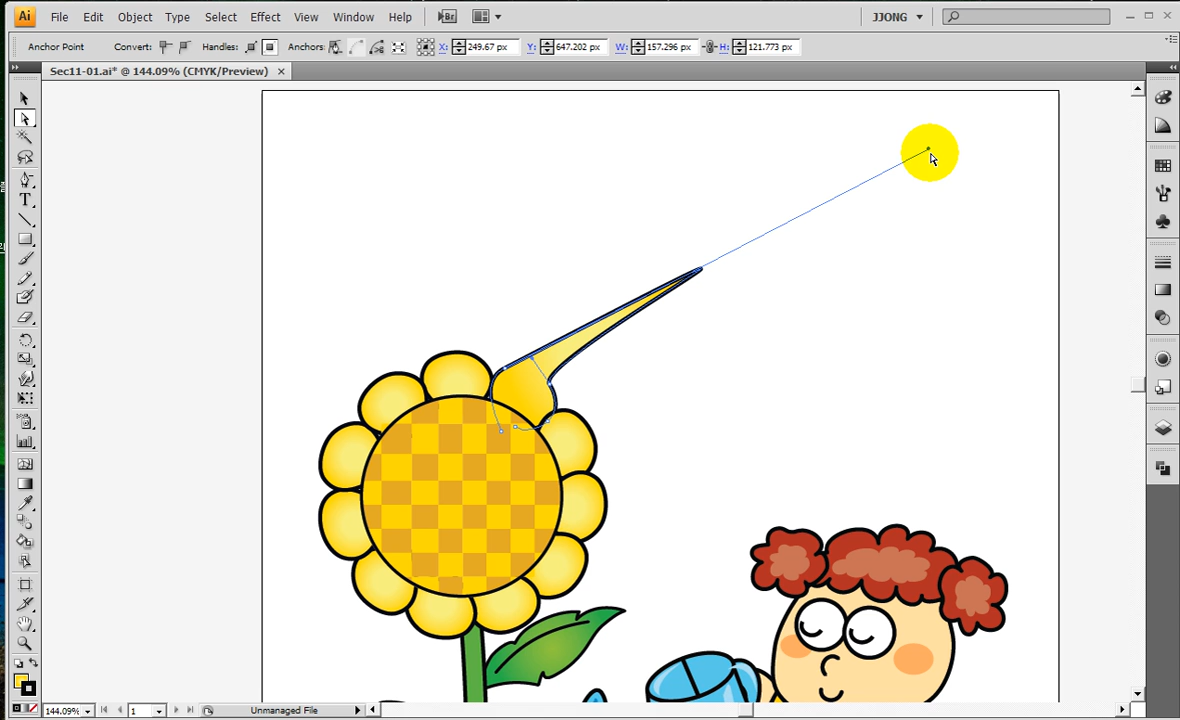 Ai File Edit Object Type Select Effect View Window Help Br JJONG
Anchor Point Convert: Handles: Anchors: X: 249.67 px Y: 647.202 px W: 157.296 px H: 121.773 px
Sec11-01.ai* @ 144.09% (CMYK/Preview)
T
144.09% 1 Unmanaged File